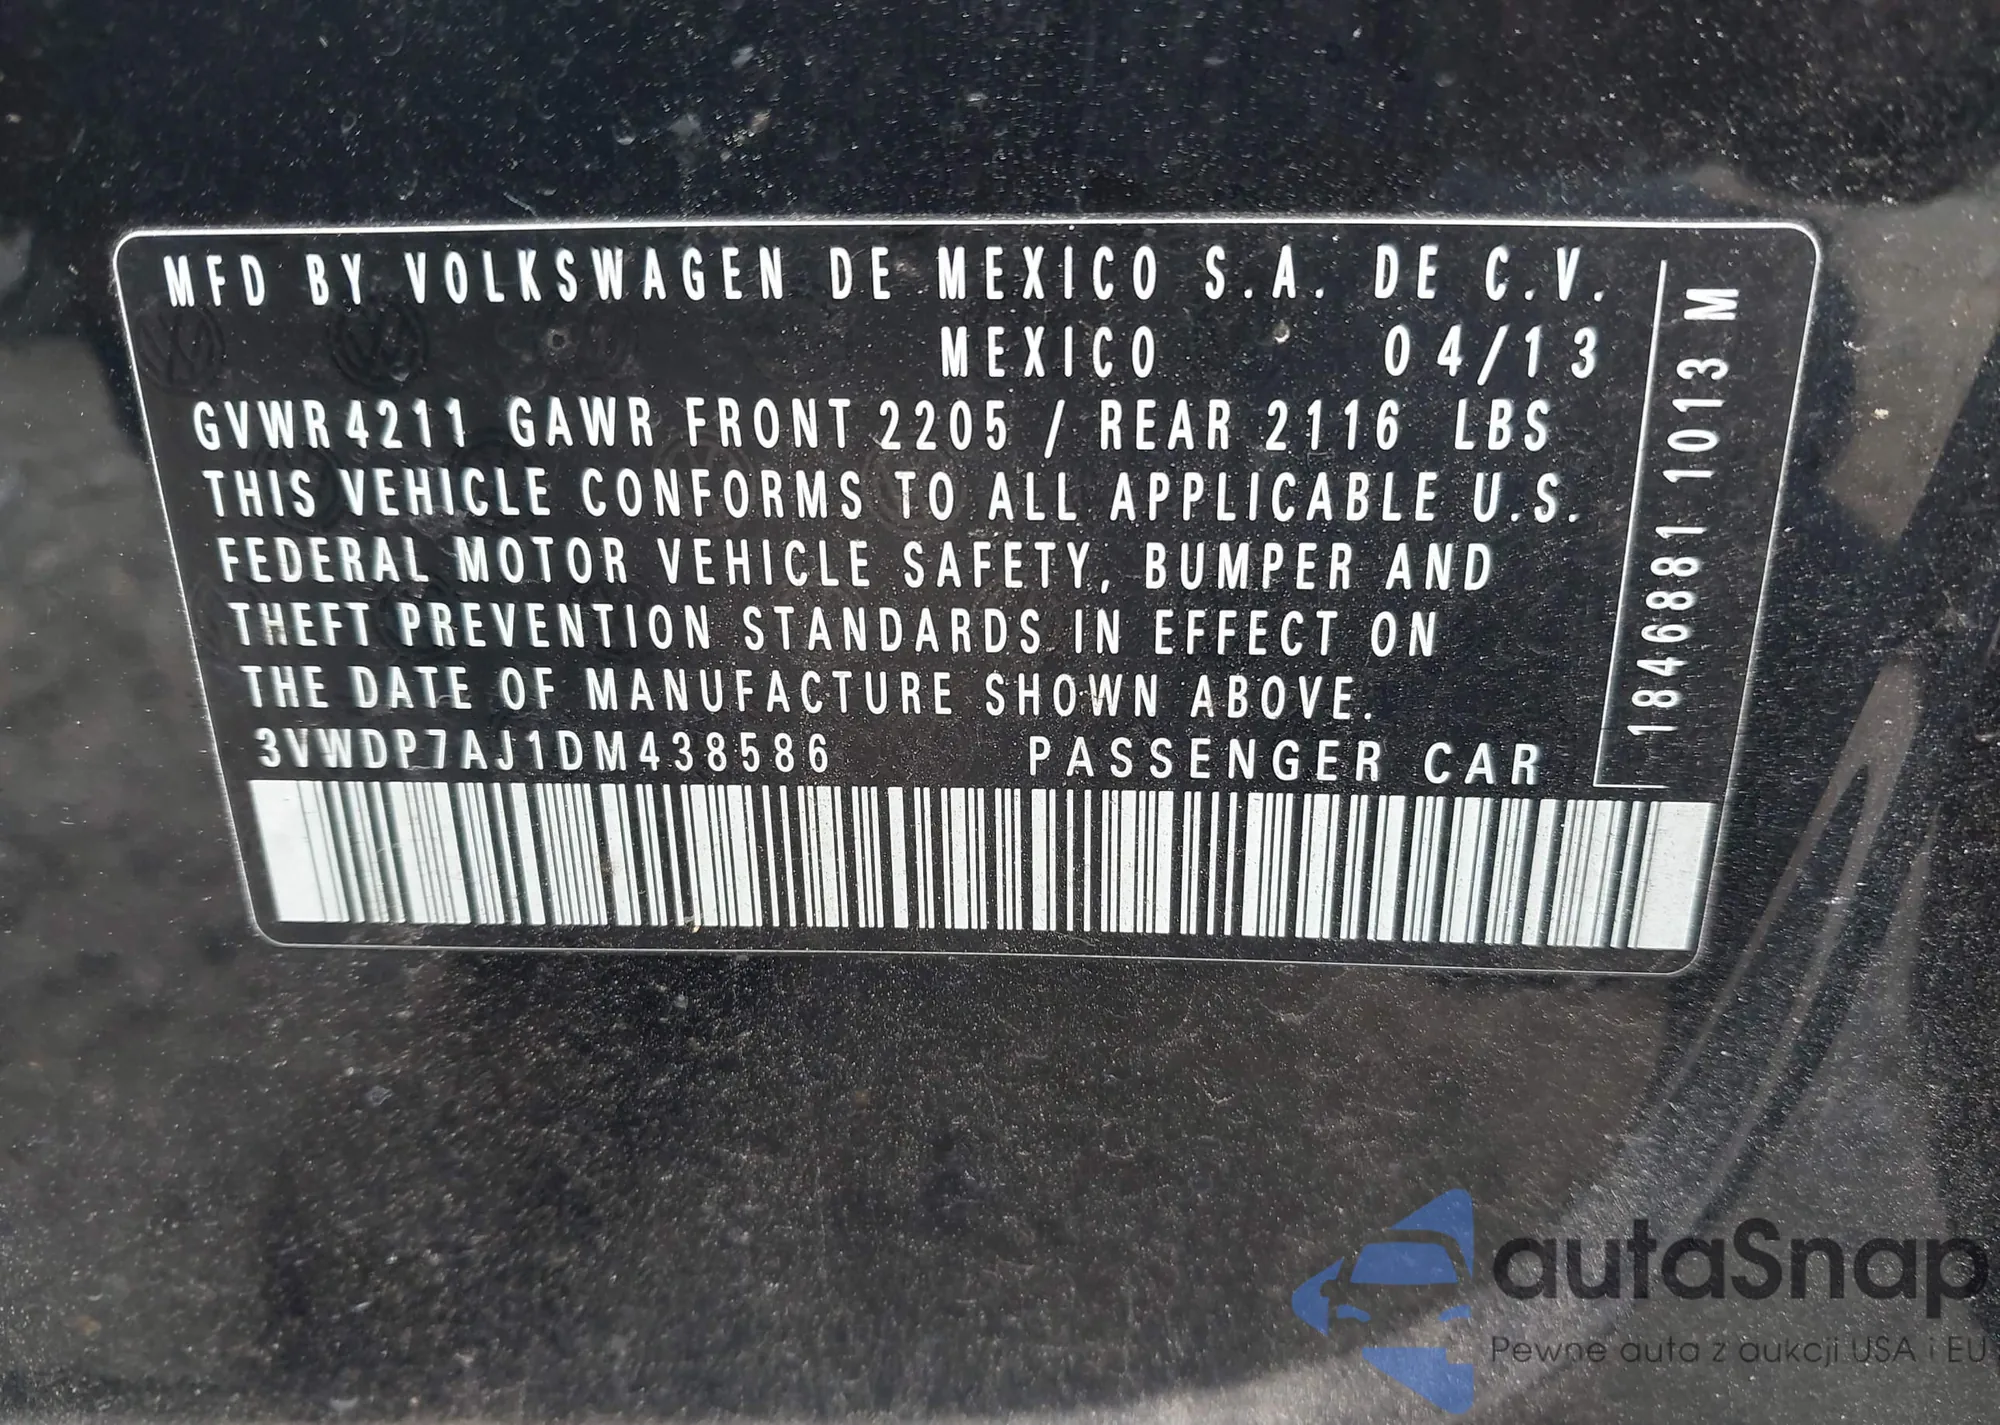 MFD BY VOLKSWAGEN DE MEXICO S.A. DE C.V.
MEXICO 04/13
GVWR 4211 GAWR FRONT 2205 / REAR 2116 LBS
THIS VEHICLE CONFORMS TO ALL APPLICABLE U.S.
FEDERAL MOTOR VEHICLE SAFETY, BUMPER AND
THEFT PREVENTION STANDARDS IN EFFECT ON
THE DATE OF MANUFACTURE SHOWN ABOVE.
3VWDP7AJ1DM438586 PASSENGER CAR
1846881 1013 M
autaSnap
Pewne auta z aukcji USA i EU